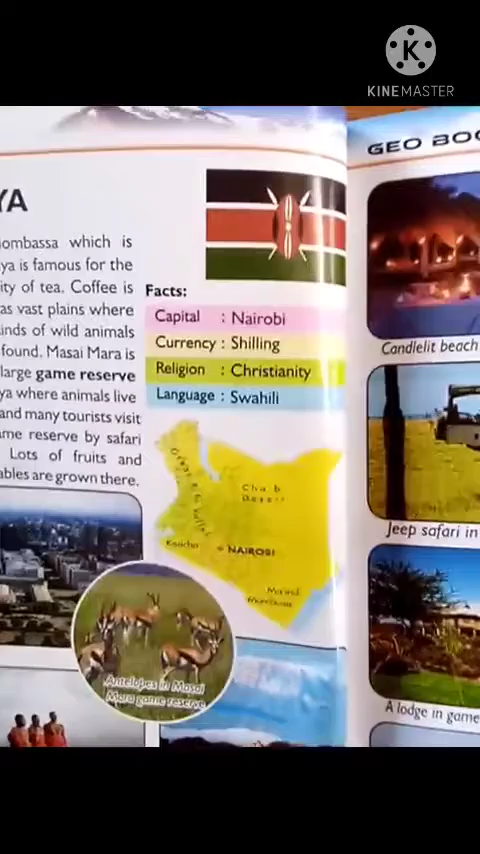 KINEMASTER
GEO BOO
YA
ombassa which is
ya is famous for the
ity of tea. Coffee is
as vast plains where
inds of wild animals
found. Masai Mara is
large game reserve
ya where animals live
and many tourists visit
me reserve by safari
Lots of fruits and
ables are grown there.
Facts:
Capital : Nairobi
Currency : Shilling
Religion : Christianity
Language : Swahili
NAIROBI
Antelopes in Masai
Mara game reserve
Candlelit beach
Jeep safari in
A lodge in game